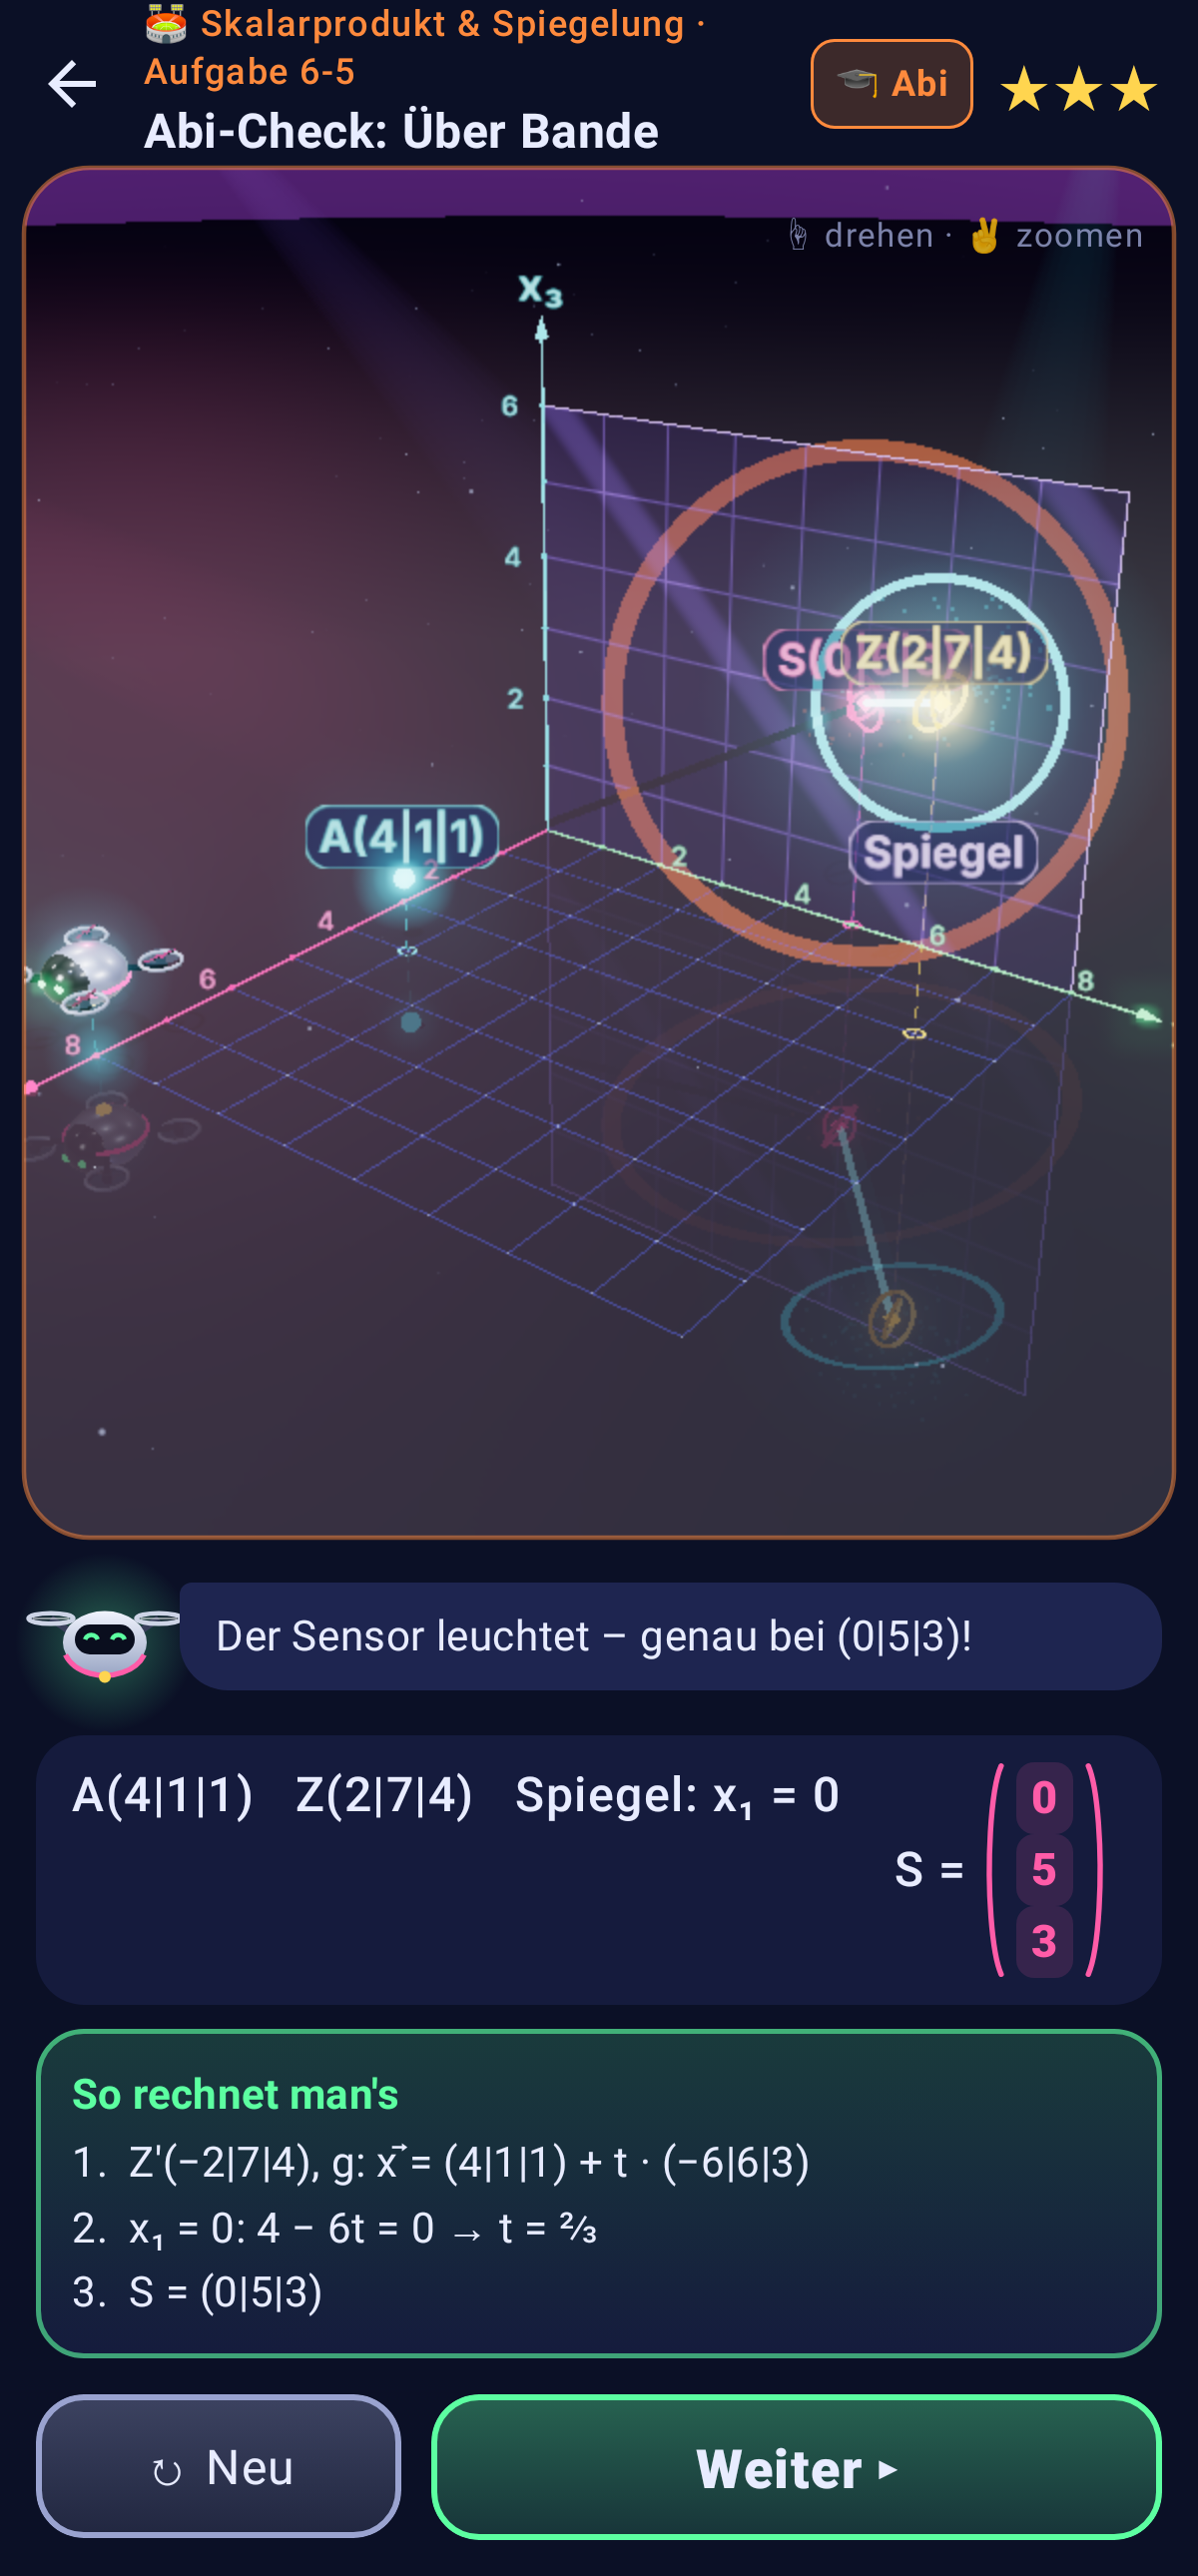 Skalarprodukt & Spiegelung ·
Aufgabe 6-5
Abi-Check: Über Bande
Abi
drehen · zoomen
x₃
6
4
2
S(0
Z(2|7|4)
A(4|1|1)
Spiegel
2
4
6
8
2
4
6
8
Der Sensor leuchtet – genau bei (0|5|3)!
A(4|1|1) Z(2|7|4) Spiegel: x₁ = 0
S = ( 0
5
3 )
So rechnet man's
1. Z'(−2|7|4), g: x⃗ = (4|1|1) + t · (−6|6|3)
2. x₁ = 0: 4 − 6t = 0 → t = ⅔
3. S = (0|5|3)
Neu
Weiter ▸